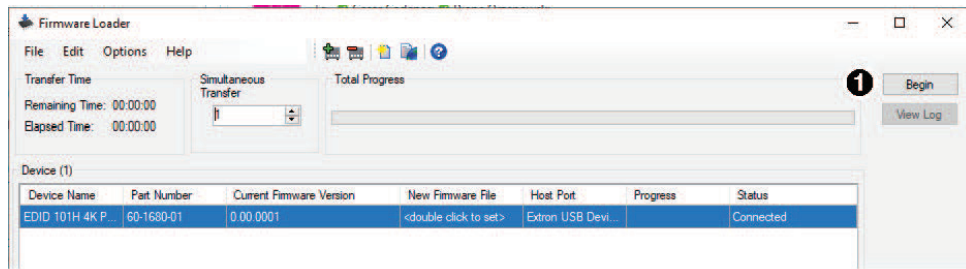 Firmware Loader
File Edit Options Help
Transfer Time
Remaining Time: 00:00:00
Elapsed Time: 00:00:00
Simultaneous
Transfer
1
Total Progress
1
Begin
View Log
Device (1)
Device Name Part Number Current Firmware Version New Firmware File Host Port Progress Status
EDID 101H 4K P... 60-1680-01 0.00.0001 <double click to set> Extron USB Devi... Connected